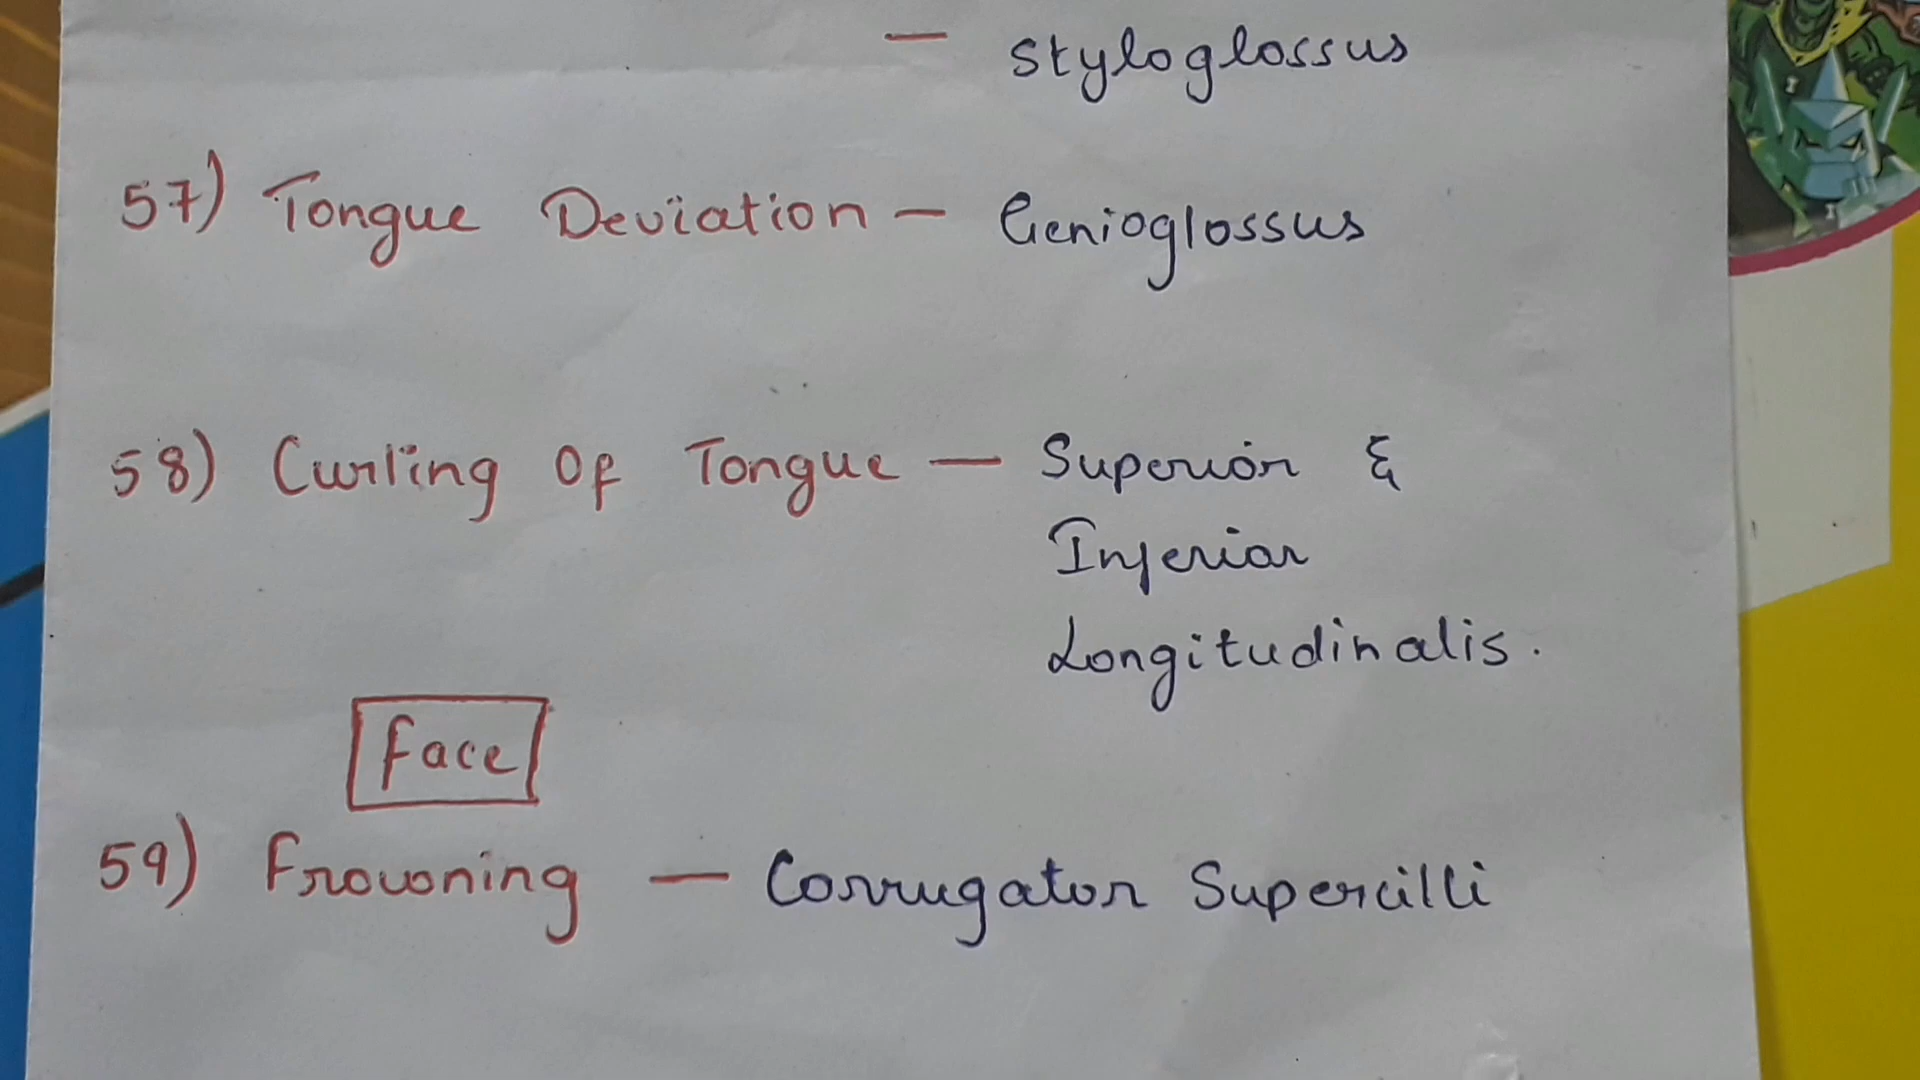 — Styloglossus
57) Tongue Deviation — Genioglossus
58) Curling Of Tongue — Superior &
Inferior
Longitudinalis.
Face
59) Frowning — Corrugator Supercilli